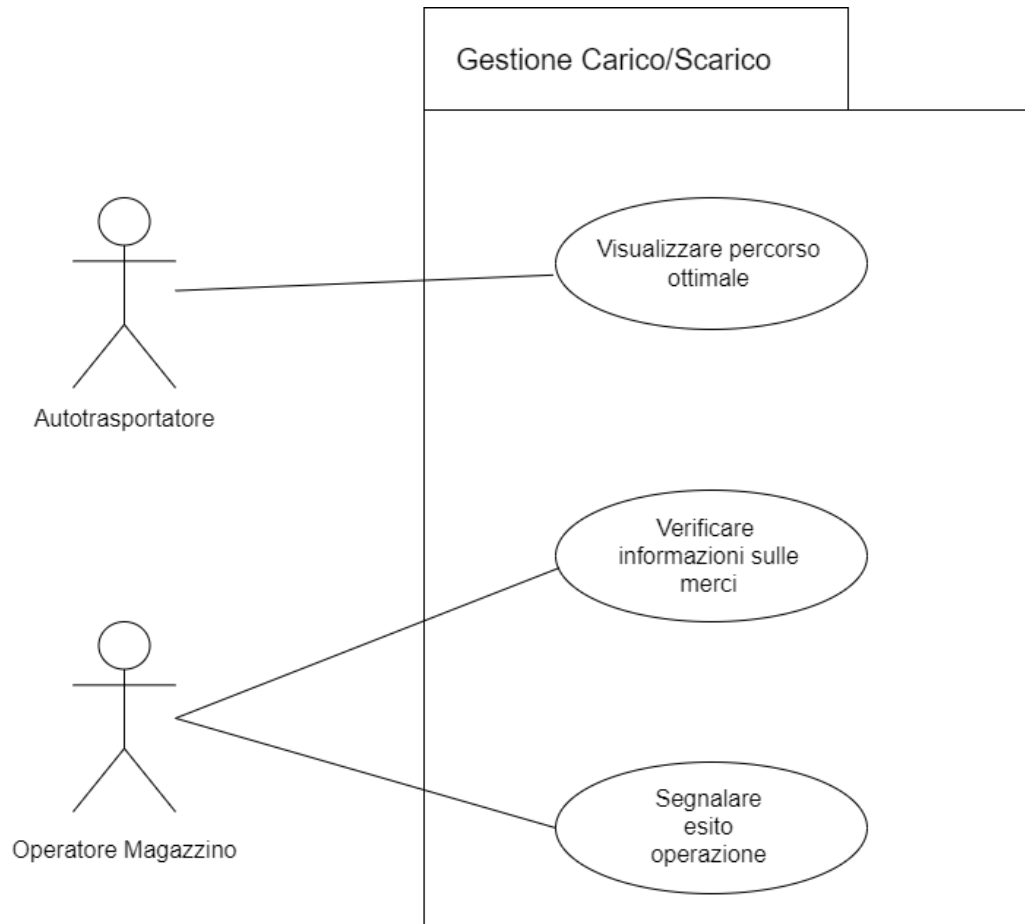 Gestione Carico/Scarico
Visualizzare percorso
ottimale
Autotrasportatore
Verificare
informazioni sulle
merci
Segnalare
esito
operazione
Operatore Magazzino